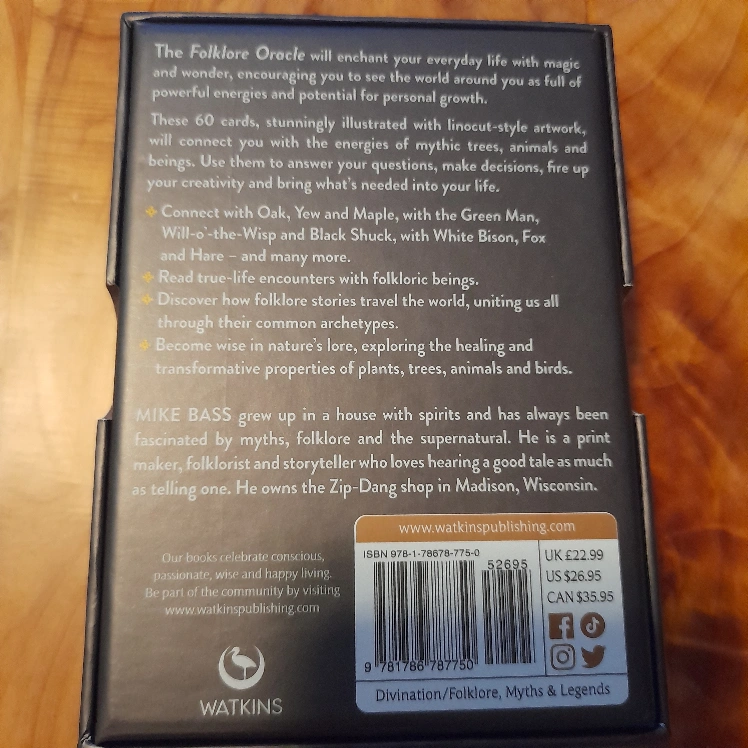 The Folklore Oracle will enchant your everyday life with magic
and wonder, encouraging you to see the world around you as full of
powerful energies and potential for personal growth.
These 60 cards, stunningly illustrated with linocut-style artwork,
will connect you with the energies of mythic trees, animals and
beings. Use them to answer your questions, make decisions, fire up
your creativity and bring what's needed into your life.
Connect with Oak, Yew and Maple, with the Green Man,
Will-o'-the-Wisp and Black Shuck, with White Bison, Fox
and Hare – and many more.
Read true-life encounters with folkloric beings.
Discover how folklore stories travel the world, uniting us all
through their common archetypes.
Become wise in nature's lore, exploring the healing and
transformative properties of plants, trees, animals and birds.
MIKE BASS grew up in a house with spirits and has always been
fascinated by myths, folklore and the supernatural. He is a print
maker, folklorist and storyteller who loves hearing a good tale as much
as telling one. He owns the Zip-Dang shop in Madison, Wisconsin.
Our books celebrate conscious,
passionate, wise and happy living.
Be part of the community by visiting
www.watkinspublishing.com
WATKINS
www.watkinspublishing.com
ISBN 978-1-78678-775-0
52695
9 781786 787750
UK £22.99
US $26.95
CAN $35.95
Divination/Folklore, Myths & Legends